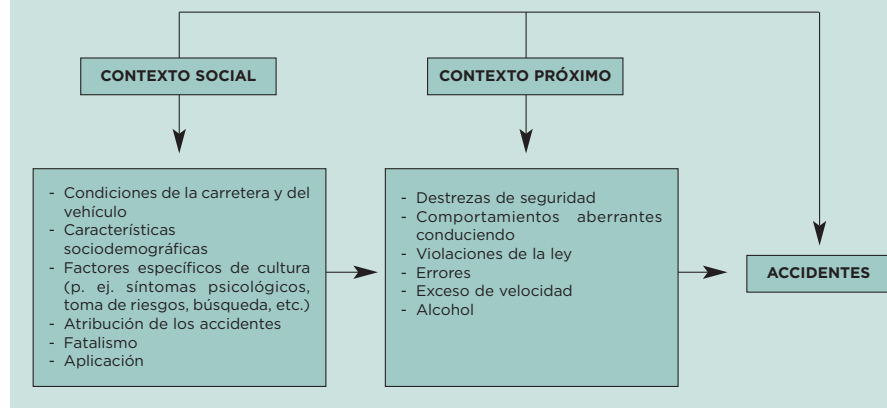 CONTEXTO SOCIAL
CONTEXTO PRÓXIMO
- Condiciones de la carretera y del
vehículo
- Características
sociodemográficas
- Factores específicos de cultura
(p. ej. síntomas psicológicos,
toma de riesgos, búsqueda, etc.)
- Atribución de los accidentes
- Fatalismo
- Aplicación
- Destrezas de seguridad
- Comportamientos aberrantes
conduciendo
- Violaciones de la ley
- Errores
- Exceso de velocidad
- Alcohol
ACCIDENTES